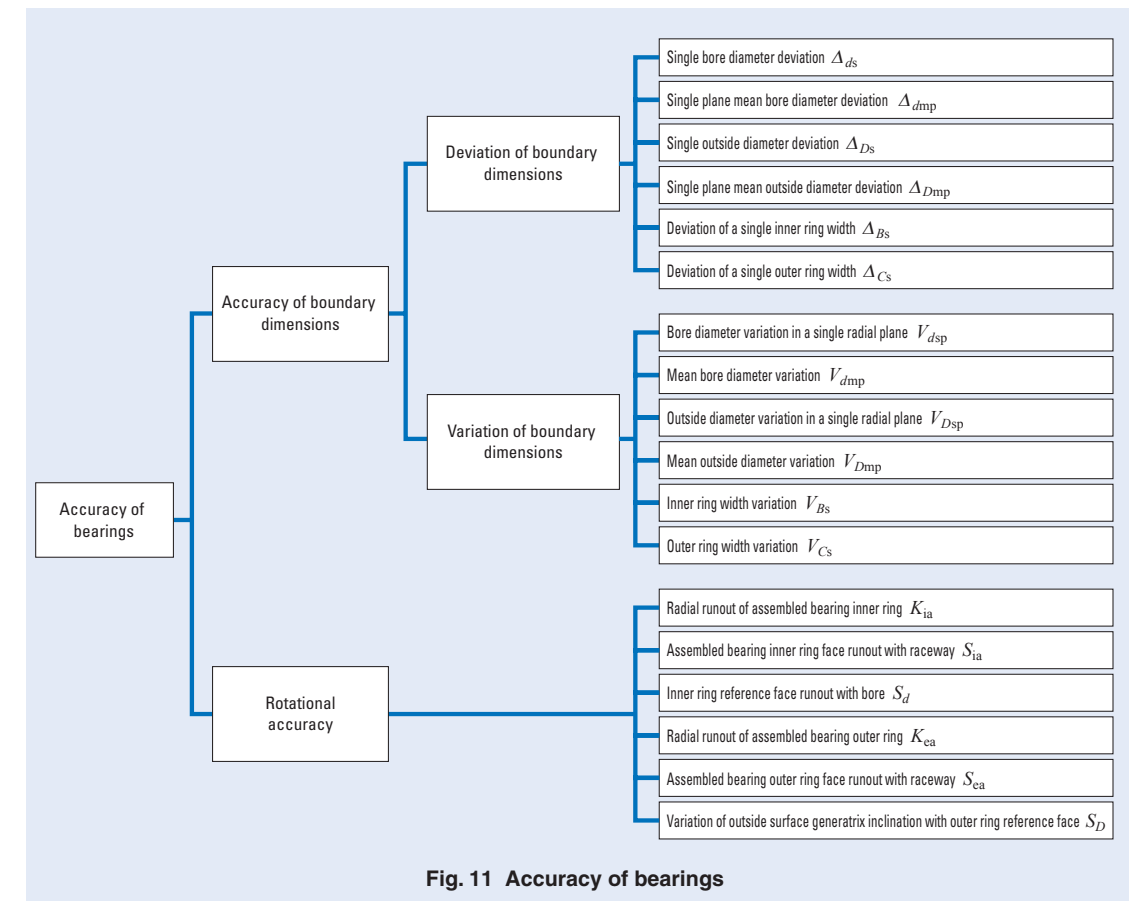 Accuracy of
bearings
Accuracy of boundary
dimensions
Deviation of boundary
dimensions
Single bore diameter deviation Δds
Single plane mean bore diameter deviation Δdmp
Single outside diameter deviation ΔDs
Single plane mean outside diameter deviation ΔDmp
Deviation of a single inner ring width ΔBs
Deviation of a single outer ring width ΔCs
Variation of boundary
dimensions
Bore diameter variation in a single radial plane Vdsp
Mean bore diameter variation Vdmp
Outside diameter variation in a single radial plane VDsp
Mean outside diameter variation VDmp
Inner ring width variation VBs
Outer ring width variation VCs
Rotational
accuracy
Radial runout of assembled bearing inner ring Kia
Assembled bearing inner ring face runout with raceway Sia
Inner ring reference face runout with bore Sd
Radial runout of assembled bearing outer ring Kea
Assembled bearing outer ring face runout with raceway Sea
Variation of outside surface generatrix inclination with outer ring reference face SD
Fig. 11 Accuracy of bearings